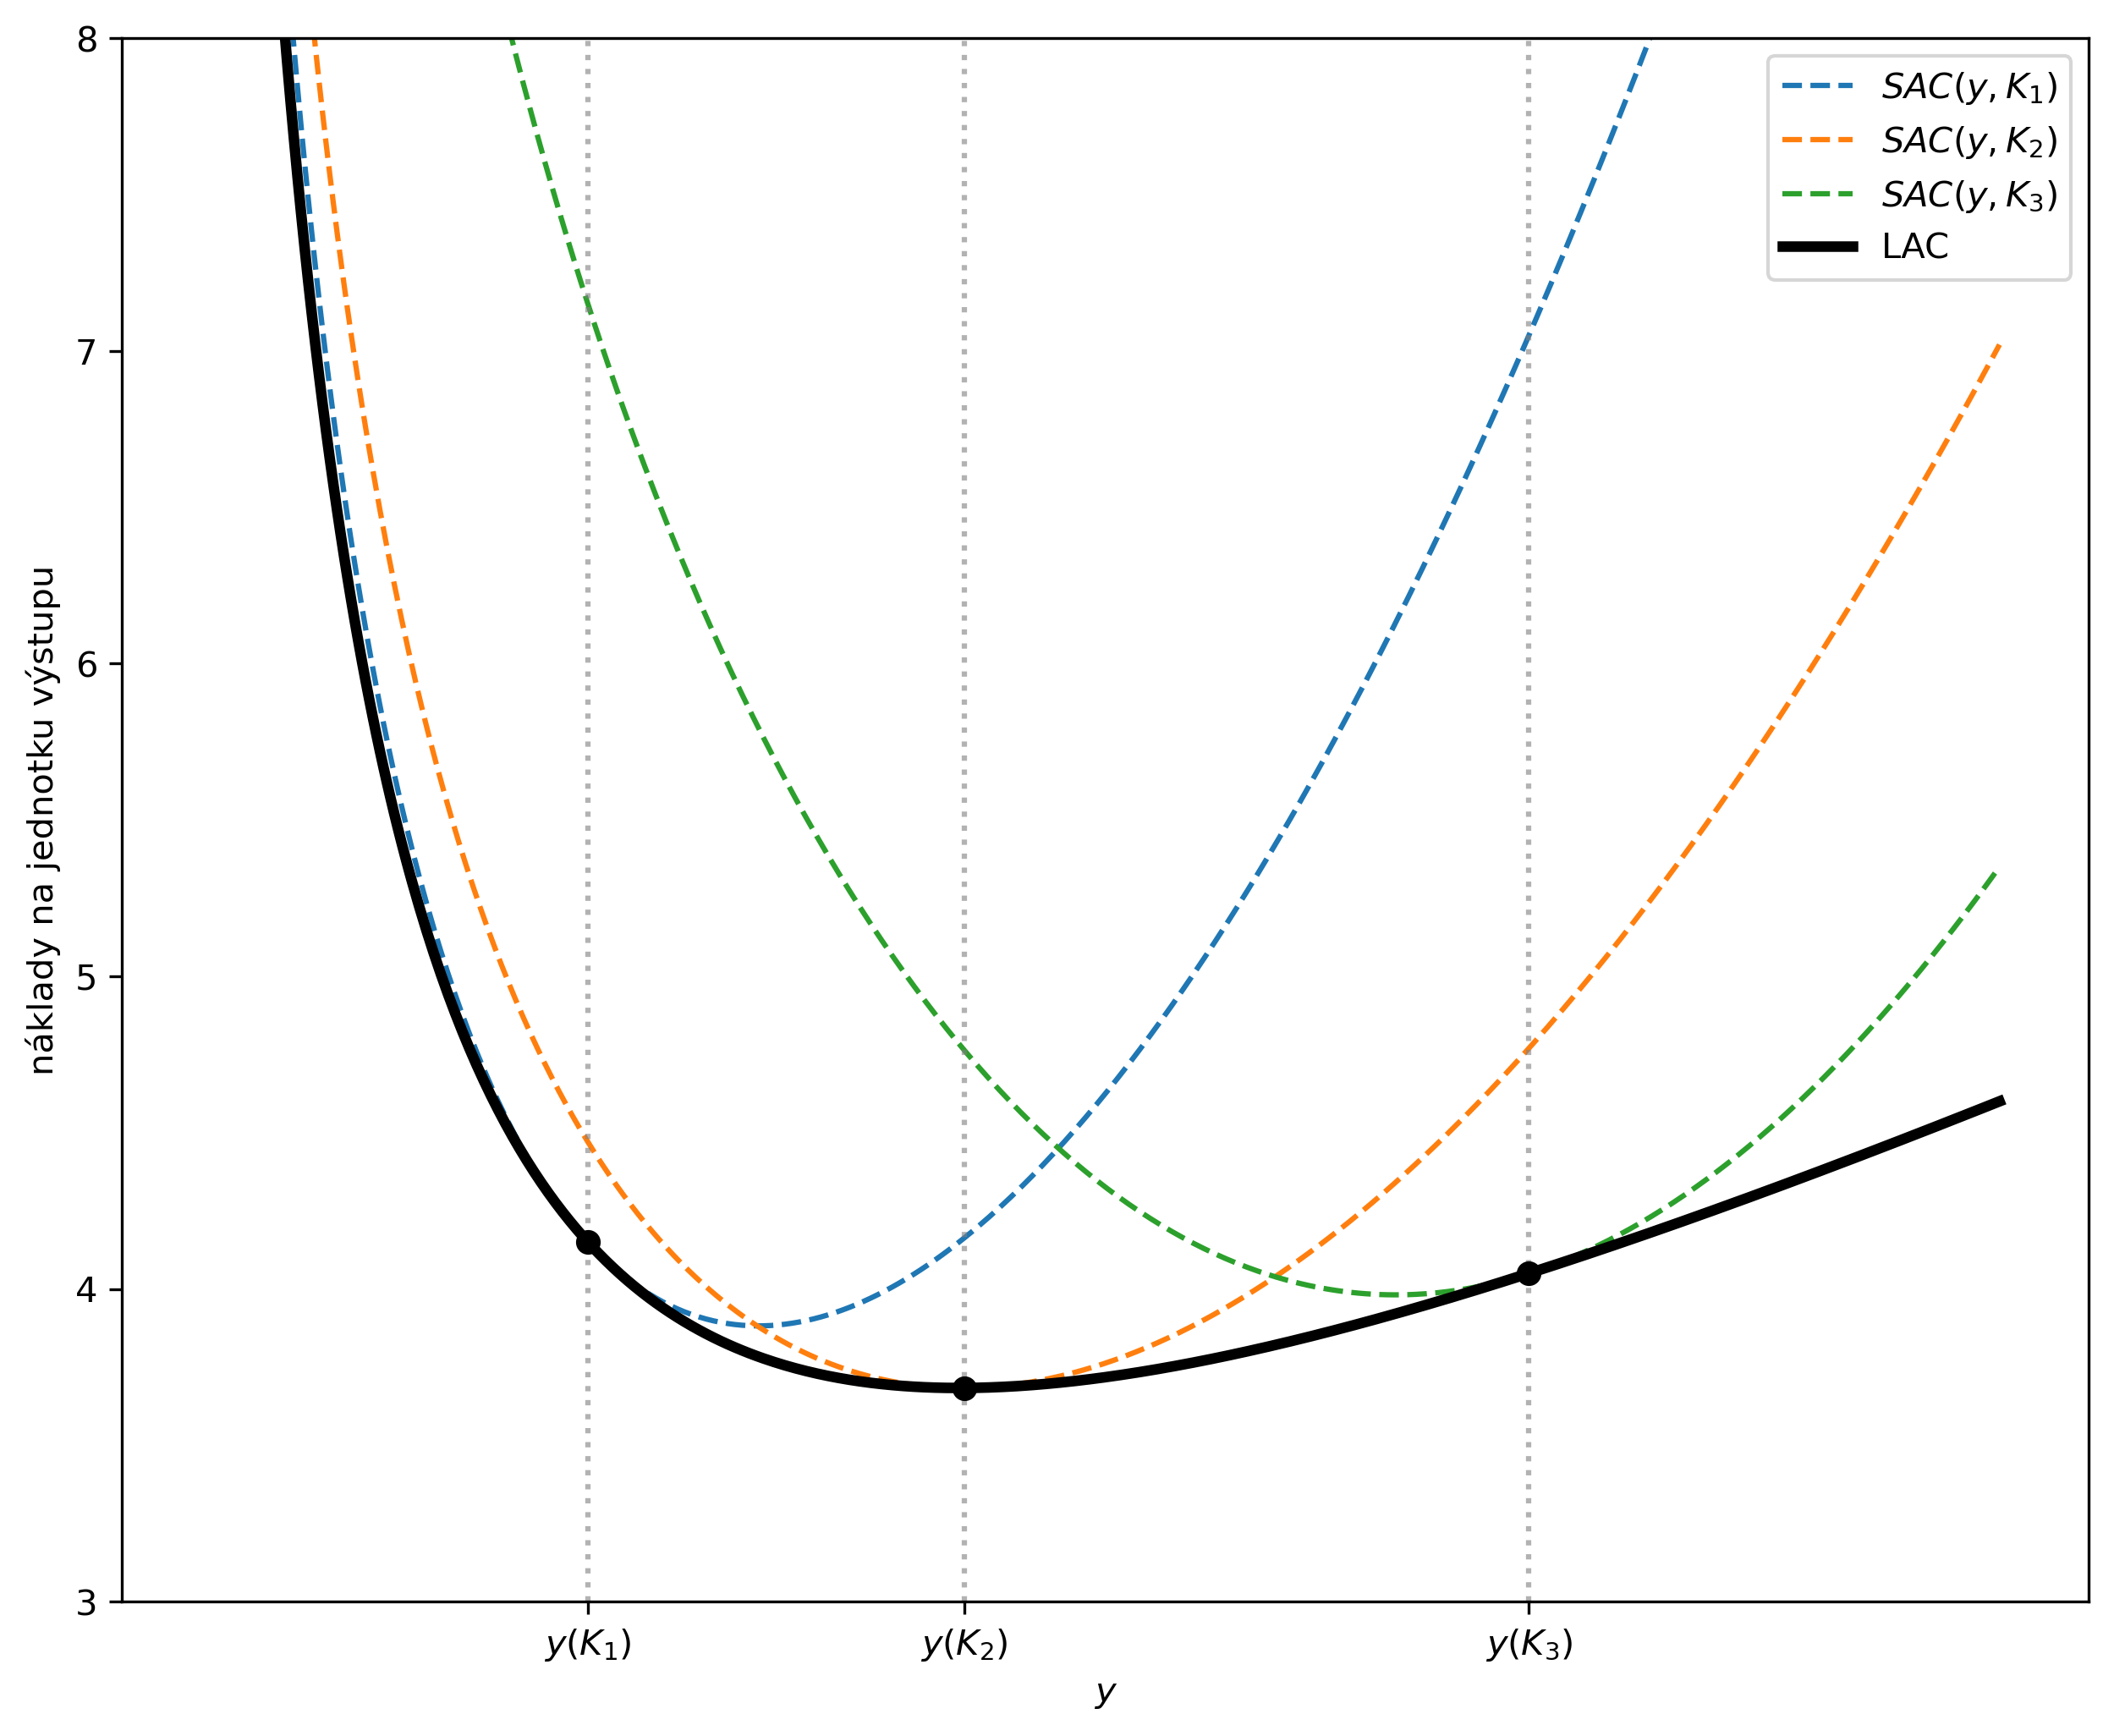 8
7
6
5
4
3
náklady na jednotku výstupu
SAC(y, K₁)
SAC(y, K₂)
SAC(y, K₃)
LAC
y(K₁)
y(K₂)
y(K₃)
y